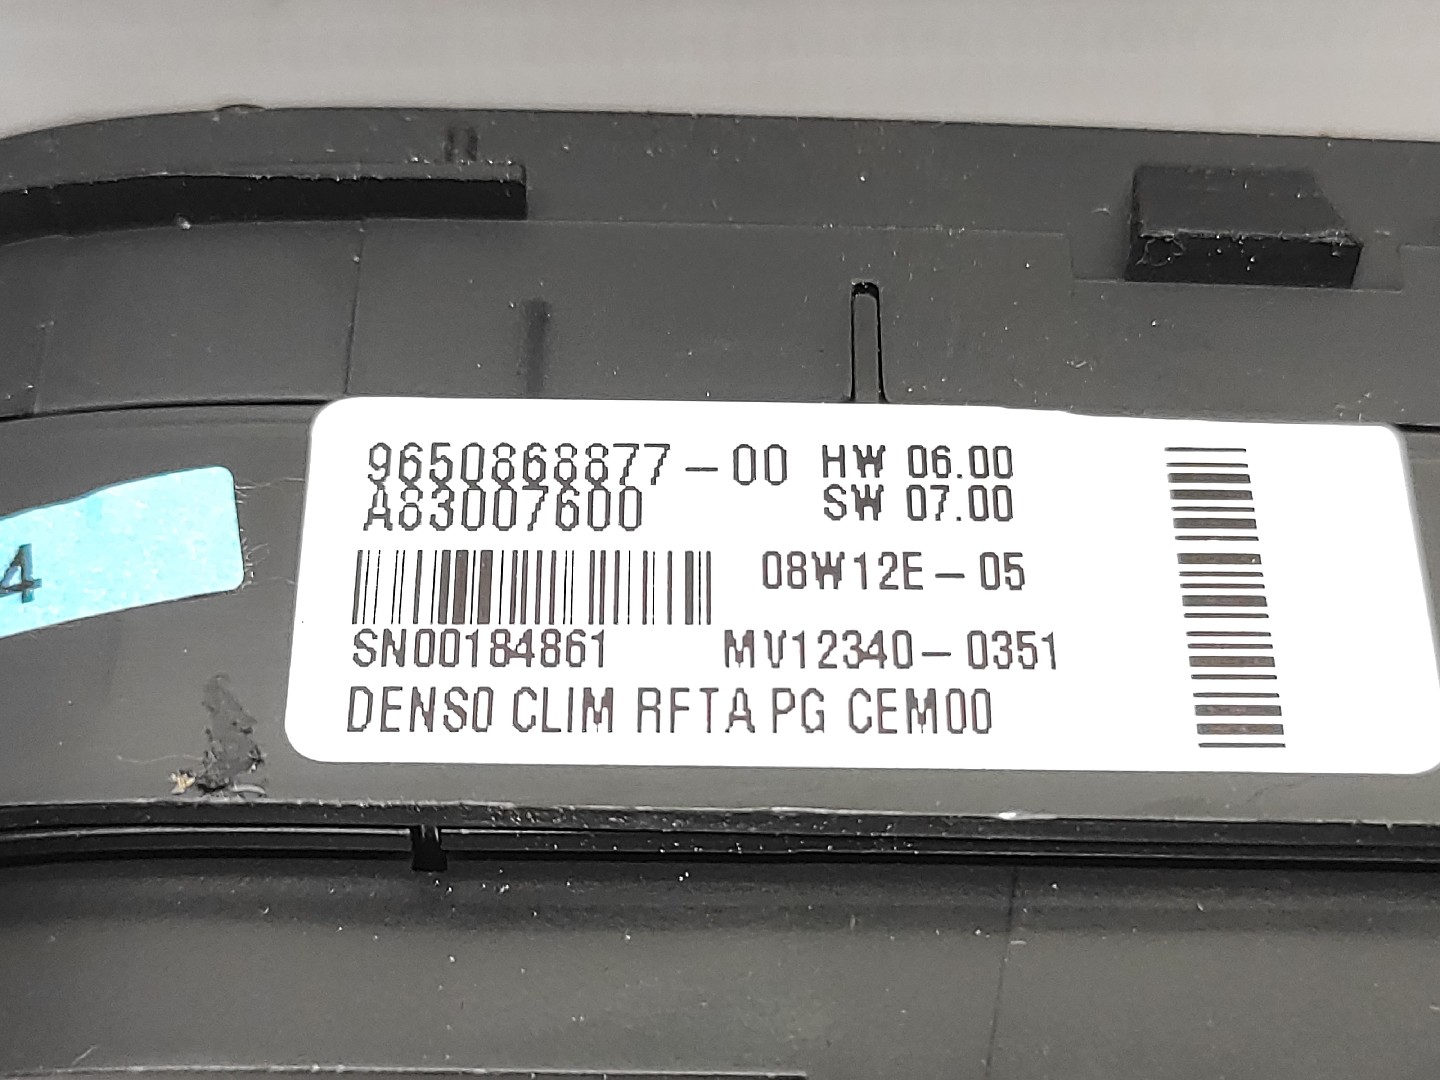 9650868877-00 HW 06.00
A83007600 SW 07.00
08W12E-05
SN00184861 MV12340-0351
DENSO CLIM RFTA PG CEM00
4